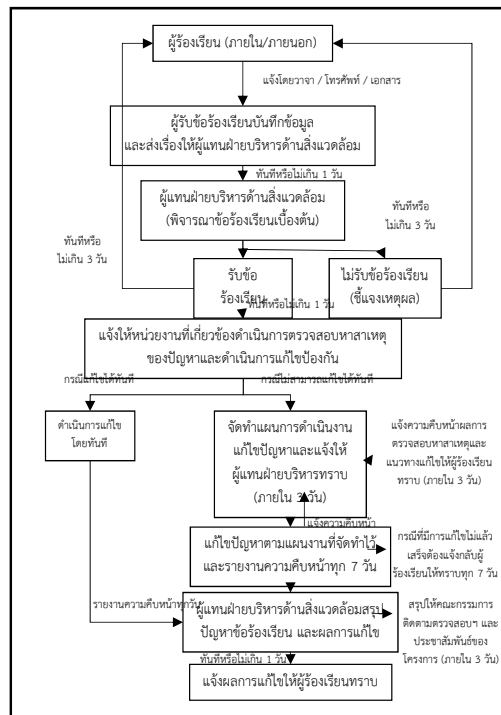 ผู้ร้องเรียน (ภายใน/ภายนอก)
แจ้งโดยวาจา / โทรศัพท์ / เอกสาร
ผู้รับข้อร้องเรียนบันทึกข้อมูล
และส่งเรื่องให้ผู้แทนฝ่ายบริหารด้านสิ่งแวดล้อม
ทันทีหรือไม่เกิน 1 วัน
ผู้แทนฝ่ายบริหารด้านสิ่งแวดล้อม
(พิจารณาข้อร้องเรียนเบื้องต้น)
ทันทีหรือ
ไม่เกิน 3 วัน
ทันทีหรือ
ไม่เกิน 3 วัน
รับข้อ
ร้องเรียน
ไม่รับข้อร้องเรียน
(ชี้แจงเหตุผล)
ทันทีหรือไม่เกิน 1 วัน
แจ้งให้หน่วยงานที่เกี่ยวข้องดำเนินการตรวจสอบหาสาเหตุ
ของปัญหาและดำเนินการแก้ไขป้องกัน
กรณีแก้ไขได้ทันที
กรณีไม่สามารถแก้ไขได้ทันที
ดำเนินการแก้ไข
โดยทันที
จัดทำแผนการดำเนินงาน
แก้ไขปัญหาและแจ้งให้
ผู้แทนฝ่ายบริหารทราบ
(ภายใน 3 วัน)
แจ้งความคืบหน้าผลการ
ตรวจสอบหาสาเหตุและ
แนวทางแก้ไขให้ผู้ร้องเรียน
ทราบ (ภายใน 3 วัน)
แจ้งความคืบหน้า
แก้ไขปัญหาตามแผนงานที่จัดทำไว้
และรายงานความคืบหน้าทุก 7 วัน
กรณีที่มีการแก้ไขไม่แล้ว
เสร็จต้องแจ้งกลับผู้
ร้องเรียนให้ทราบทุก 7 วัน
รายงานความคืบหน้าทุกวัน
ผู้แทนฝ่ายบริหารด้านสิ่งแวดล้อมสรุป
ปัญหาข้อร้องเรียน และผลการแก้ไข
สรุปให้คณะกรรมการ
ติดตามตรวจสอบฯ และ
ประชาสัมพันธ์ของ
โครงการ (ภายใน 3 วัน)
ทันทีหรือไม่เกิน 1 วัน
แจ้งผลการแก้ไขให้ผู้ร้องเรียนทราบ